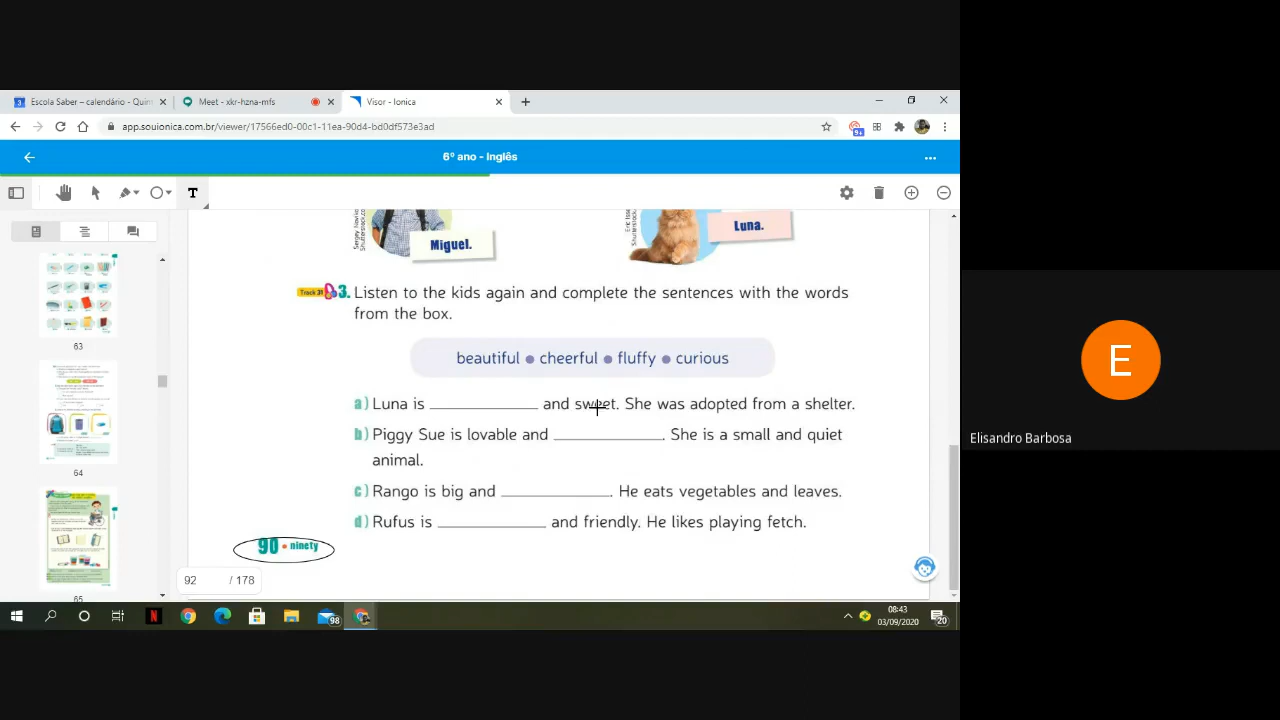 Escola Saber – calendário - Quim
Meet - xkr-hzna-mfs
Visor - Ionica
app.souionica.com.br/viewer/17566ed0-00c1-11ea-90d4-bd0df573e3ad
9+
6º ano - Inglês
T
Miguel.
Luna.
Track 31 3. Listen to the kids again and complete the sentences with the words
from the box.
beautiful • cheerful • fluffy • curious
a) Luna is ____________ and sweet. She was adopted from a shelter.
b) Piggy Sue is lovable and ____________. She is a small and quiet
animal.
c) Rango is big and ____________. He eats vegetables and leaves.
d) Rufus is ____________ and friendly. He likes playing fetch.
90 • ninety
63
64
65
92 / 178
E
Elisandro Barbosa
98
08:43
03/09/2020
20